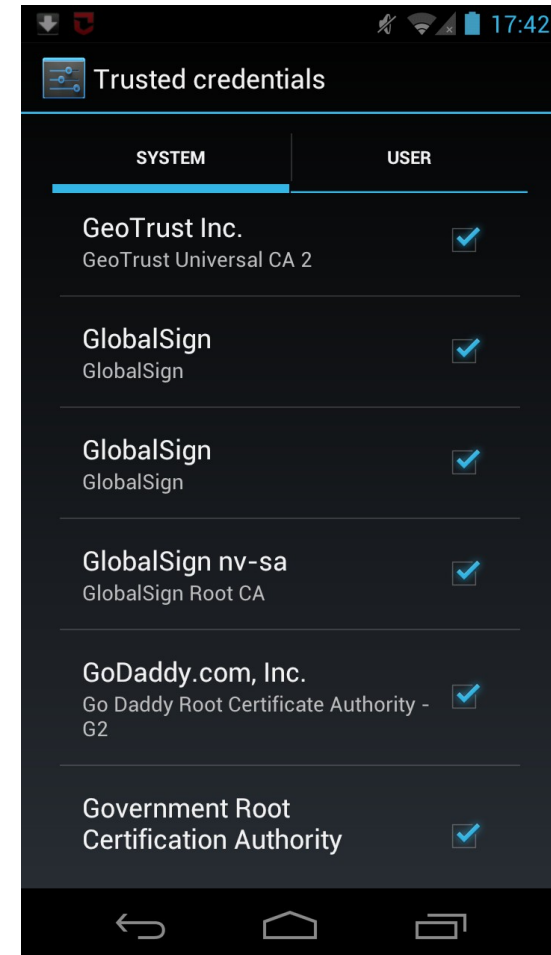 17:42
Trusted credentials
SYSTEM USER
GeoTrust Inc.
GeoTrust Universal CA 2
GlobalSign
GlobalSign
GlobalSign
GlobalSign
GlobalSign nv-sa
GlobalSign Root CA
GoDaddy.com, Inc.
Go Daddy Root Certificate Authority -
G2
Government Root
Certification Authority